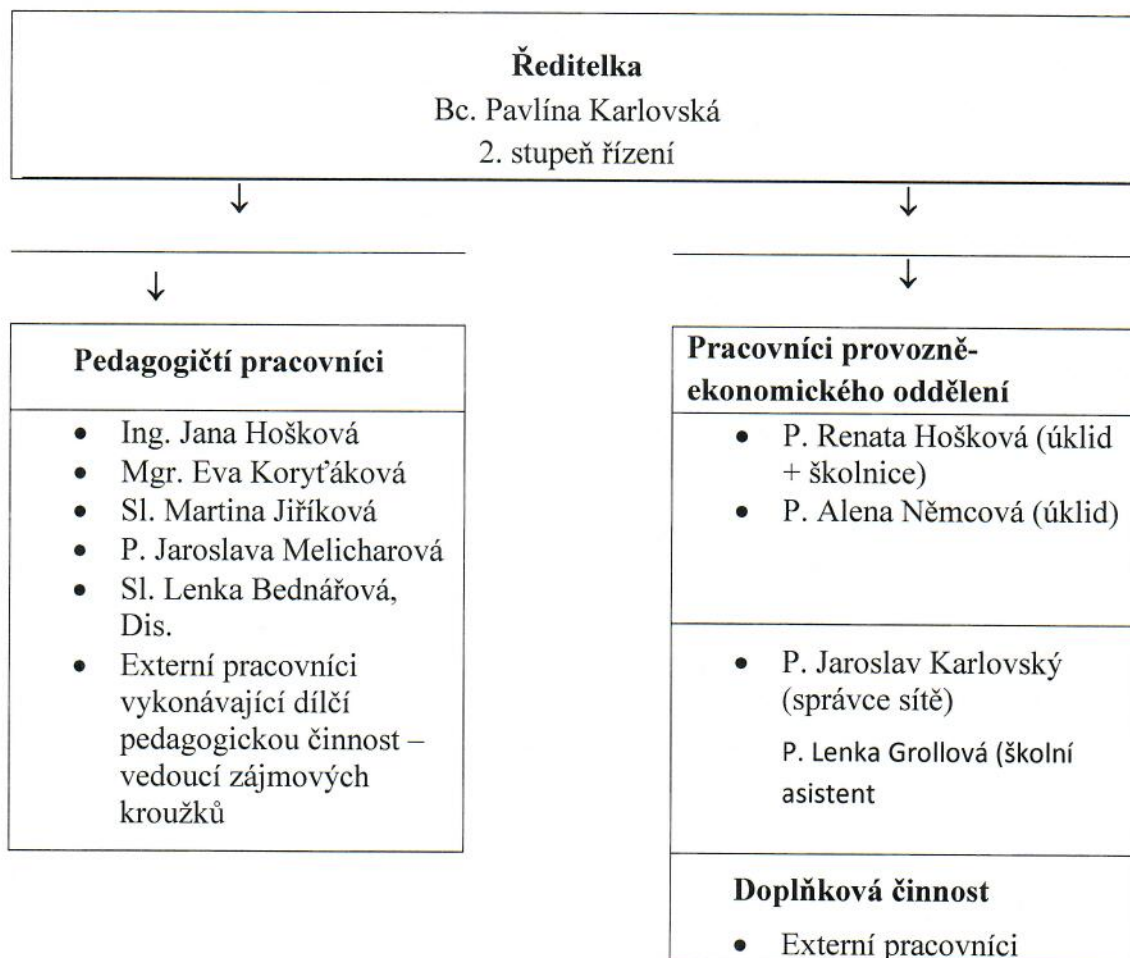 Ředitelka
Bc. Pavlína Karlovská
2. stupeň řízení
↓
↓
↓
↓
Pedagogičtí pracovníci
• Ing. Jana Hošková
• Mgr. Eva Koryťáková
• Sl. Martina Jiříková
• P. Jaroslava Melicharová
• Sl. Lenka Bednářová,
Dis.
• Externí pracovníci
vykonávající dílčí
pedagogickou činnost –
vedoucí zájmových
kroužků
Pracovníci provozně-
ekonomického oddělení
• P. Renata Hošková (úklid
+ školnice)
• P. Alena Němcová (úklid)
• P. Jaroslav Karlovský
(správce sítě)
P. Lenka Grollová (školní
asistent
Doplňková činnost
• Externí pracovníci